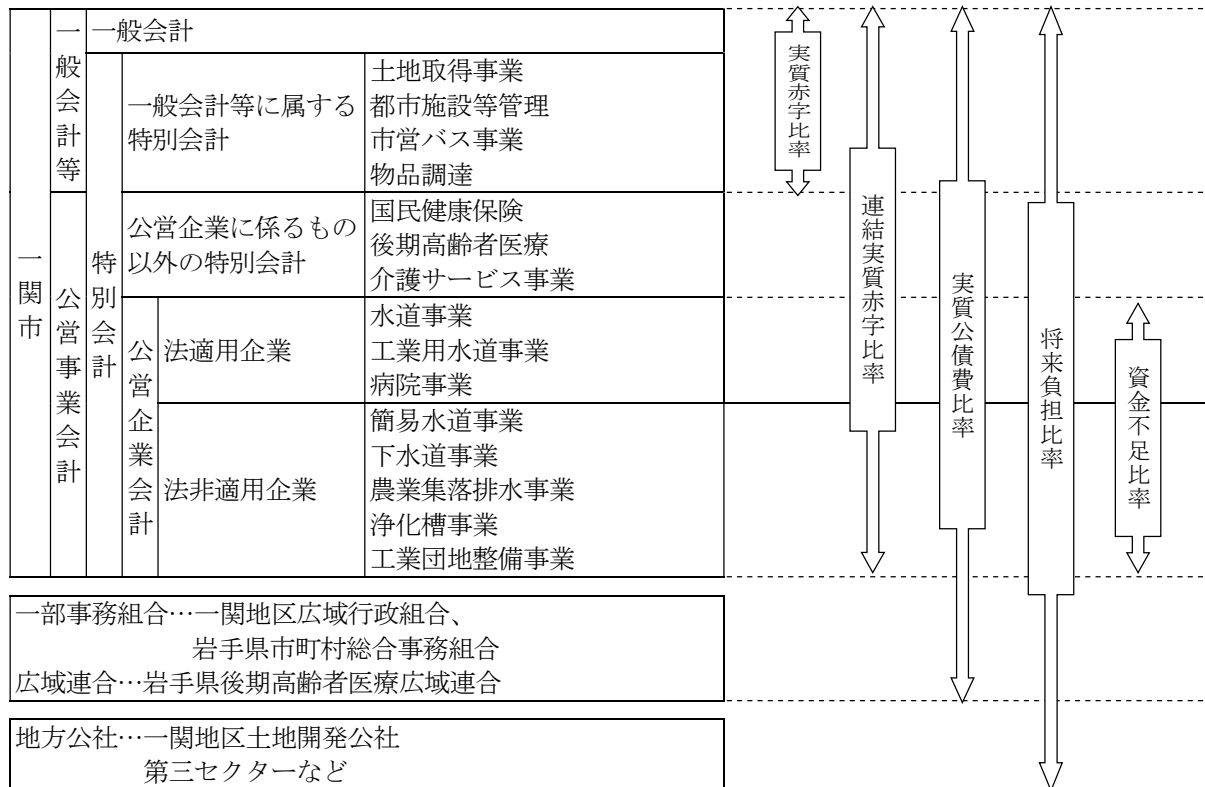 一関市
一般会計等
一般会計
特別会計
一般会計等に属する
特別会計
土地取得事業
都市施設等管理
市営バス事業
物品調達
公営事業会計
公営企業に係るもの
以外の特別会計
国民健康保険
後期高齢者医療
介護サービス事業
公営企業会計
法適用企業
水道事業
工業用水道事業
病院事業
法非適用企業
簡易水道事業
下水道事業
農業集落排水事業
浄化槽事業
工業団地整備事業
実質赤字比率
連結実質赤字比率
実質公債費比率
将来負担比率
資金不足比率
一部事務組合…一関地区広域行政組合、
岩手県市町村総合事務組合
広域連合…岩手県後期高齢者医療広域連合
地方公社…一関地区土地開発公社
第三セクターなど